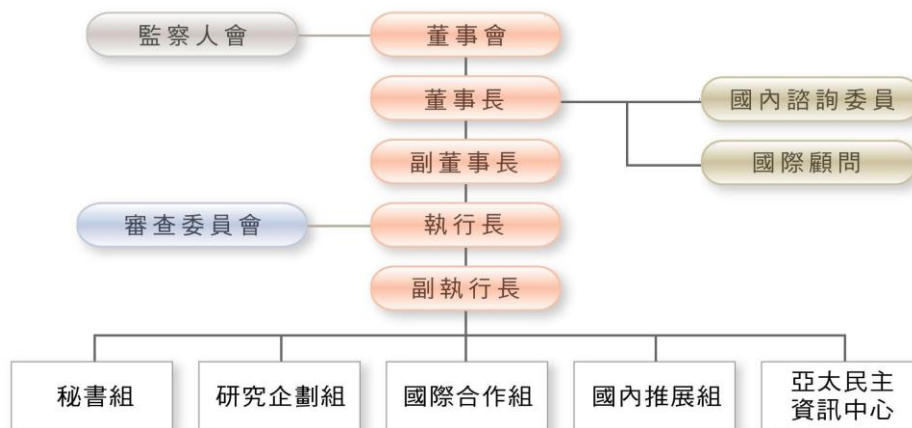 監察人會
董事會
董事長
國內諮詢委員
副董事長
國際顧問
審查委員會
執行長
副執行長
秘書組
研究企劃組
國際合作組
國內推展組
亞太民主
資訊中心